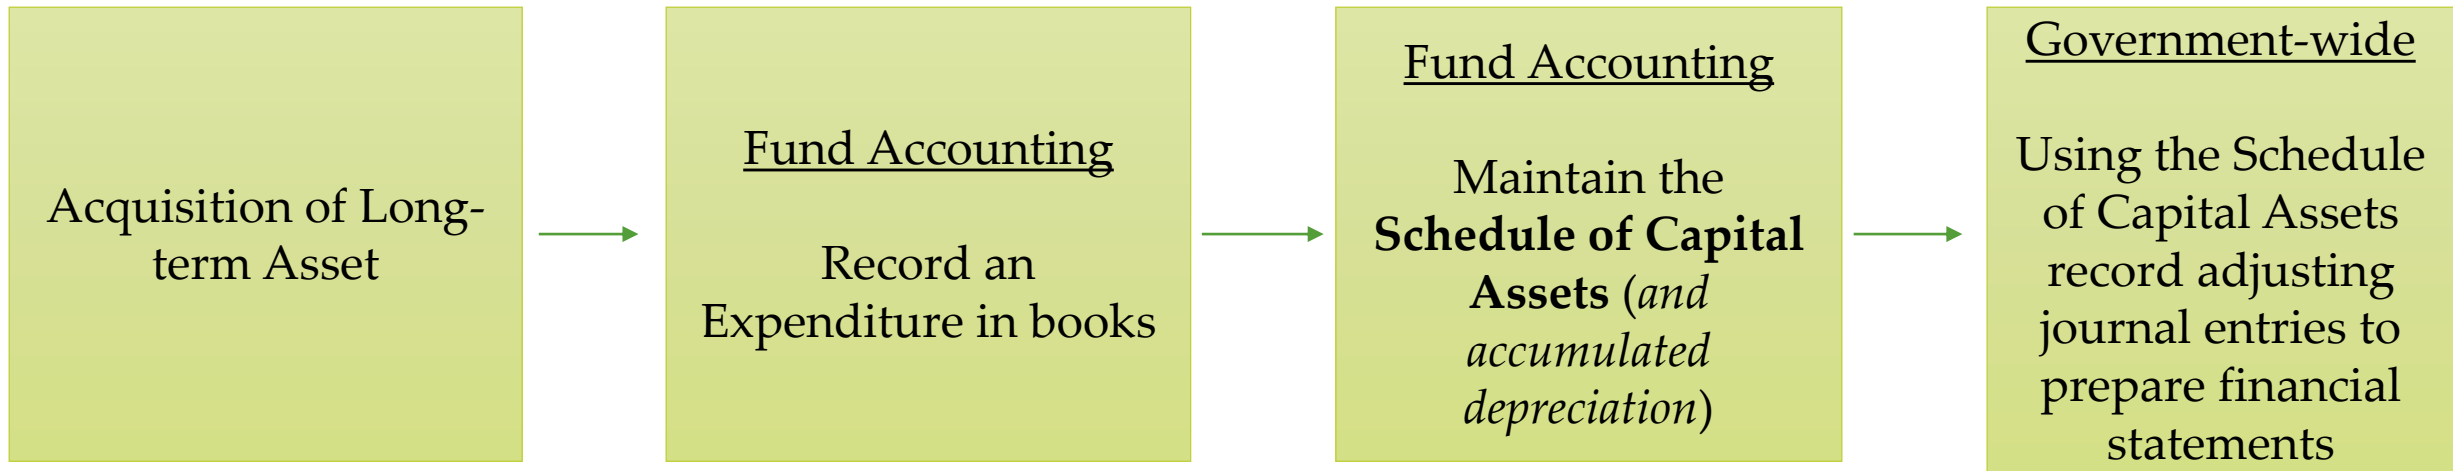 Acquisition of Long-
term Asset
Fund Accounting
Record an
Expenditure in books
Fund Accounting
Maintain the
Schedule of Capital
Assets (and
accumulated
depreciation)
Government-wide
Using the Schedule
of Capital Assets
record adjusting
journal entries to
prepare financial
statements